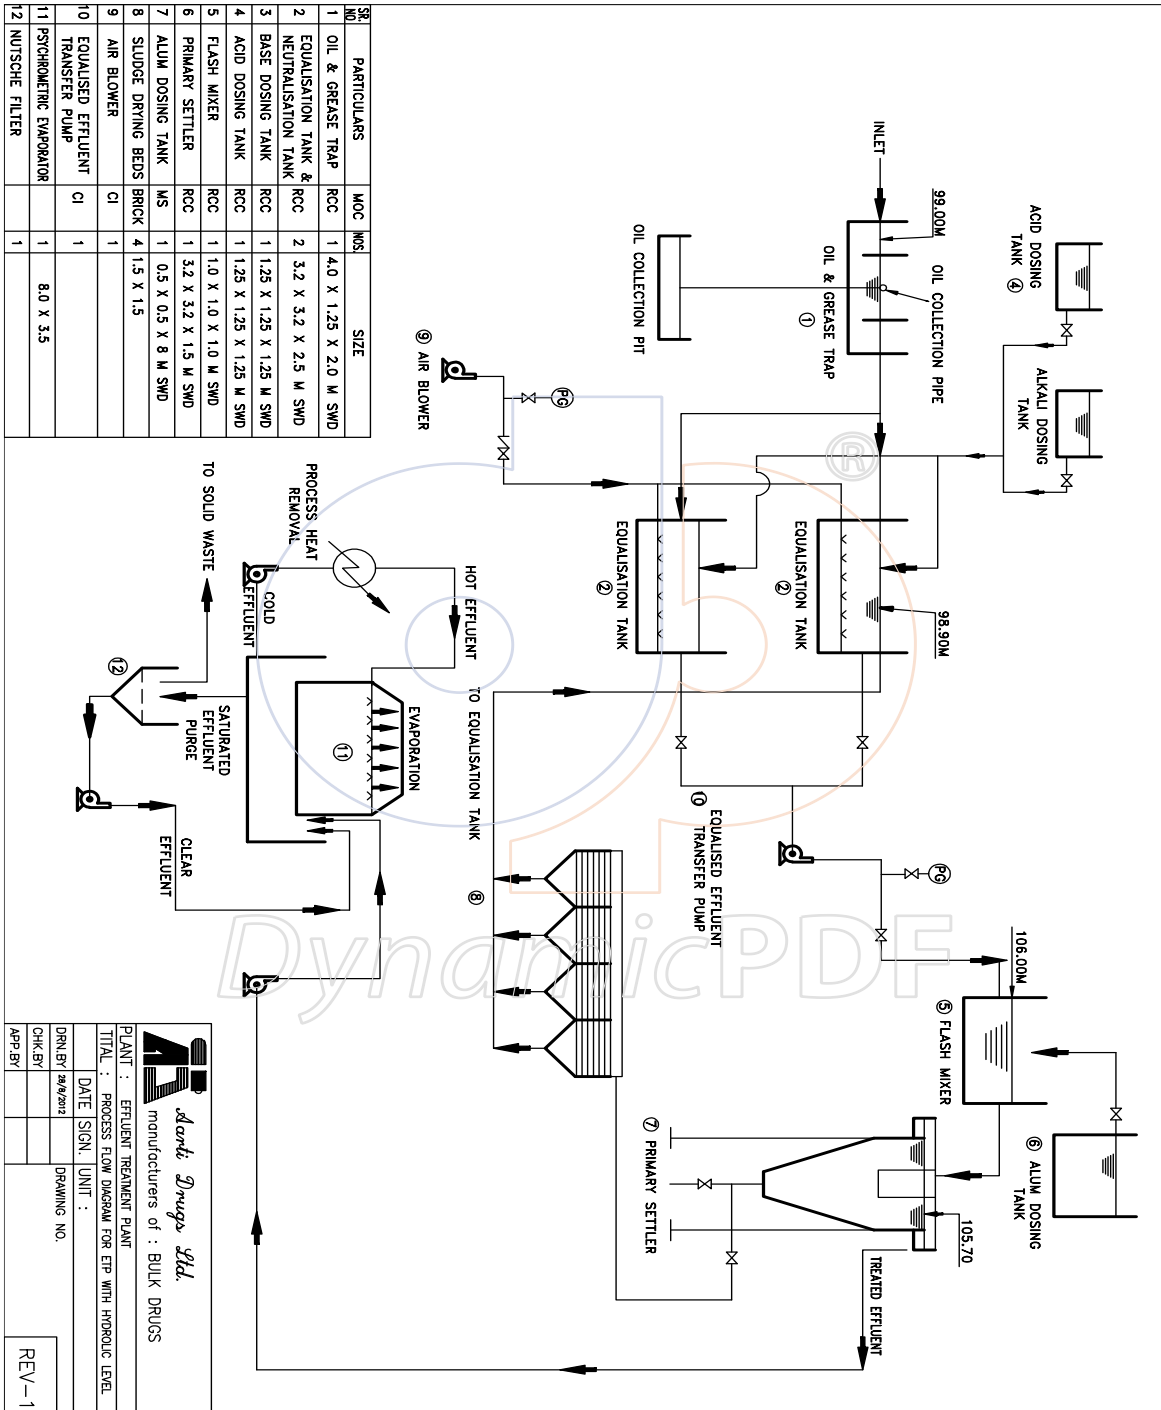 ACID DOSING
TANK ④
ALKALI DOSING
TANK
INLET
99.00M
OIL COLLECTION PIPE
OIL & GREASE TRAP
①
OIL COLLECTION PIT
⑨ AIR BLOWER
PG
EQUALISATION TANK
②
98.90M
EQUALISATION TANK
②
⑩ EQUALISED EFFLUENT
TRANSFER PUMP
PG
106.00M
⑤ FLASH MIXER
⑥ ALUM DOSING
TANK
105.70
⑦ PRIMARY SETTLER
TREATED EFFLUENT
TO EQUALISATION TANK
⑧
HOT EFFLUENT
PROCESS HEAT
REMOVAL
COLD
EFFLUENT
EVAPORATION
⑪
TO SOLID WASTE
⑫
SATURATED
EFFLUENT
PURGE
CLEAR
EFFLUENT
SR. NO PARTICULARS MOC NOS. SIZE
1 OIL & GREASE TRAP RCC 1 4.0 X 1.25 X 2.0 M SWD
2 EQUALISATION TANK & NEUTRALISATION TANK RCC 2 3.2 X 3.2 X 2.5 M SWD
3 BASE DOSING TANK RCC 1 1.25 X 1.25 X 1.25 M SWD
4 ACID DOSING TANK RCC 1 1.25 X 1.25 X 1.25 M SWD
5 FLASH MIXER RCC 1 1.0 X 1.0 X 1.0 M SWD
6 PRIMARY SETTLER RCC 1 3.2 X 3.2 X 1.5 M SWD
7 ALUM DOSING TANK MS 1 0.5 X 0.5 X 8 M SWD
8 SLUDGE DRYING BEDS BRICK 4 1.5 X 1.5
9 AIR BLOWER CI 1
10 EQUALISED EFFLUENT TRANSFER PUMP CI 1
11 PSYCHROMETRIC EVAPORATOR 1 8.0 X 3.5
12 NUTSCHE FILTER 1
Aarti Drugs Ltd.
manufacturers of : BULK DRUGS
PLANT : EFFLUENT TREATMENT PLANT
TITAL : PROCESS FLOW DIAGRAM FOR ETP WITH HYDROLIC LEVEL
DATE SIGN. UNIT :
DRN.BY 28/8/2012 DRAWING NO.
CHK.BY
APP.BY
REV-1
DynamicPDF
®